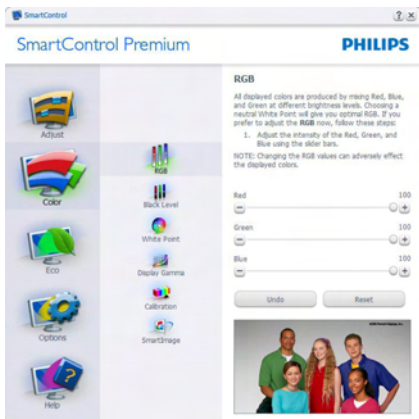 SmartControl
SmartControl Premium
PHILIPS
Adjust
Color
Eco
Options
Help
RGB
Black Level
White Point
Display Gamma
Calibration
SmartImage
RGB
All displayed colors are produced by mixing Red, Blue,
and Green at different brightness levels. Choosing a
neutral White Point will give you optimal RGB. If you
prefer to adjust the RGB now, follow these steps:
1. Adjust the intensity of the Red, Green, and
Blue using the slider bars.
NOTE: Changing the RGB values can adversely effect
the displayed colors.
Red 100
Green 100
Blue 100
Undo Reset